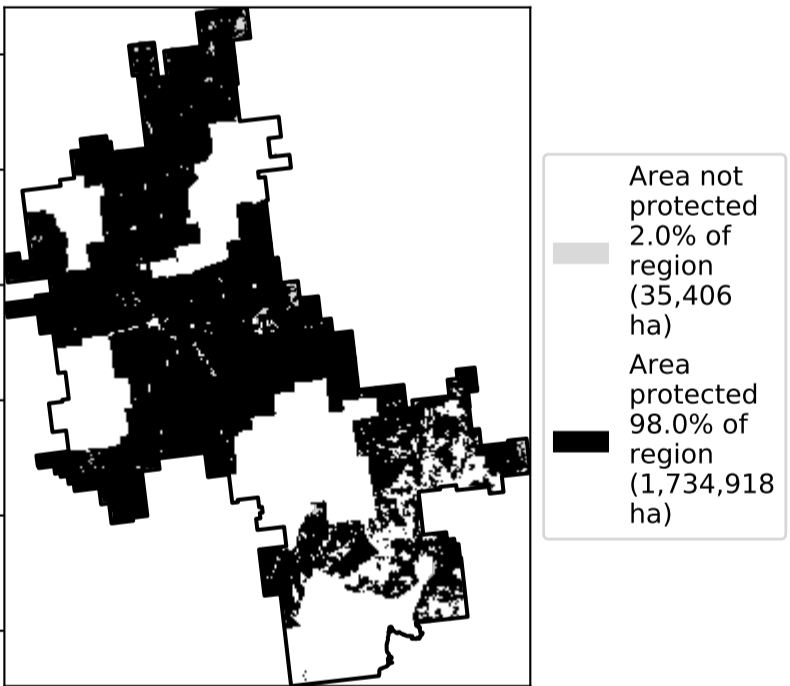 Area not
protected
2.0% of
region
(35,406
ha)
Area
protected
98.0% of
region
(1,734,918
ha)